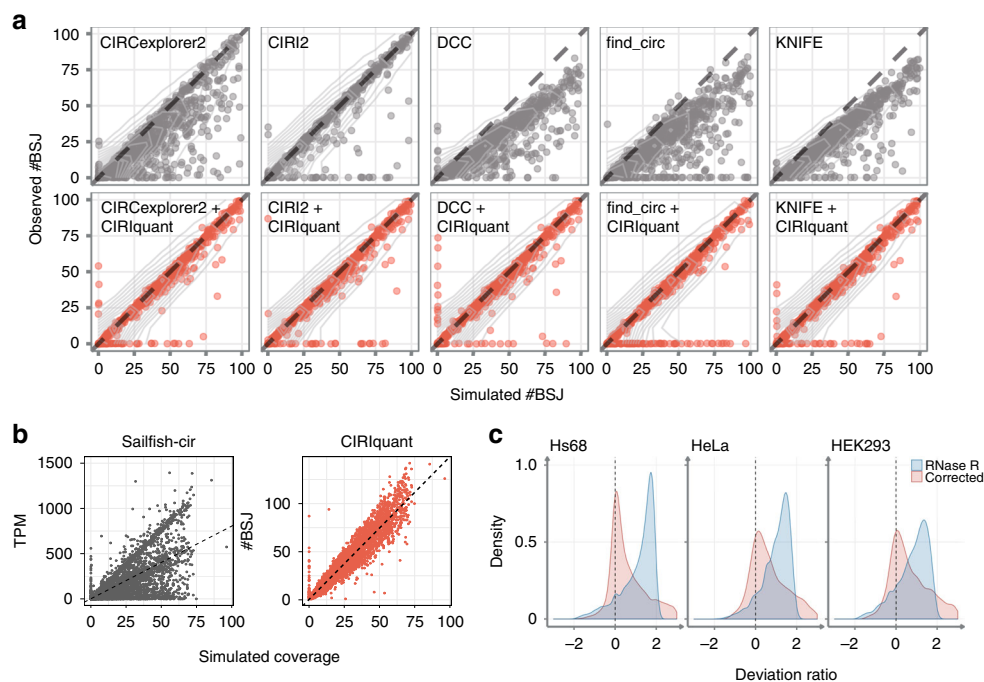 a
CIRCexplorer2
CIRI2
DCC
find_circ
KNIFE
100
75
50
25
0
Observed #BSJ
CIRCexplorer2 +
CIRIquant
CIRI2 +
CIRIquant
DCC +
CIRIquant
find_circ +
CIRIquant
KNIFE +
CIRIquant
100
75
50
25
0
0 25 50 75 100
0 25 50 75 100
0 25 50 75 100
0 25 50 75 100
0 25 50 75 100
Simulated #BSJ
b
Sailfish-cir
TPM
1500
1000
500
0
0 25 50 75 100
CIRIquant
#BSJ
100
50
0
0 25 50 75 100
Simulated coverage
c
Hs68
HeLa
HEK293
RNase R
Corrected
Density
1.0
0.5
0
−2 0 2
−2 0 2
−2 0 2
Deviation ratio